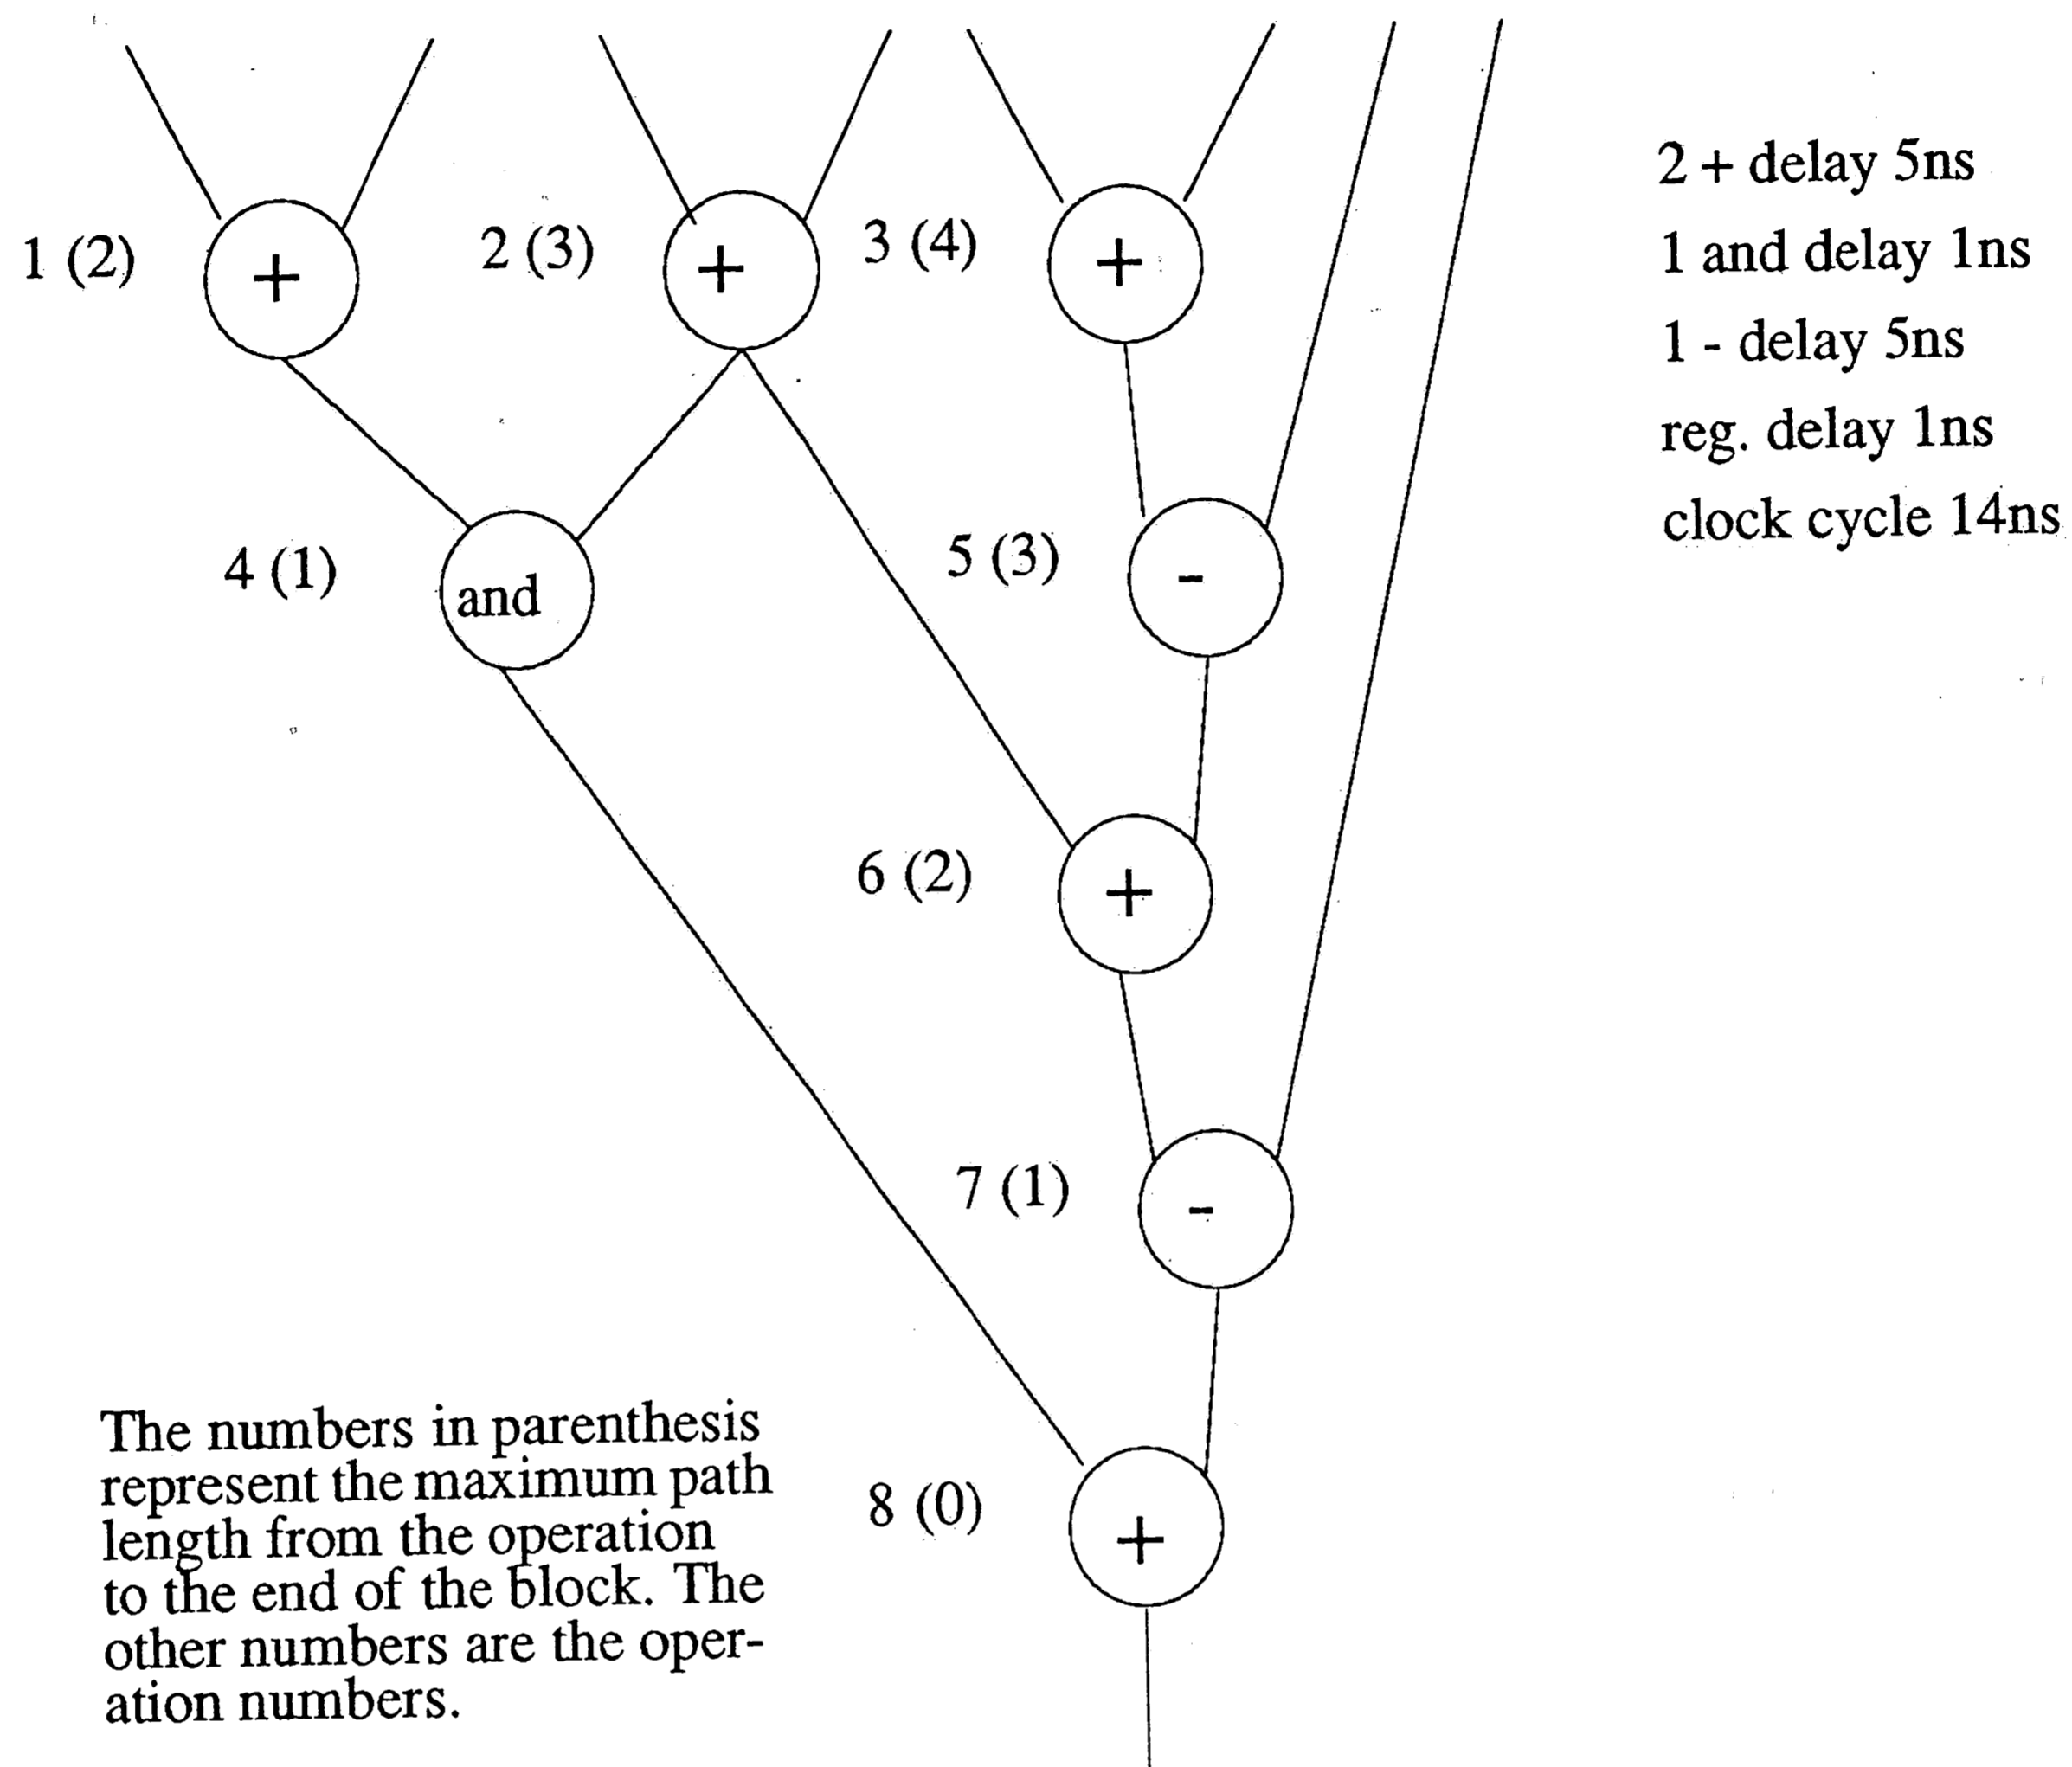 1 (2)
+
2 (3)
+
3 (4)
+
2 + delay 5ns
1 and delay 1ns
1 - delay 5ns
reg. delay 1ns
clock cycle 14ns
4 (1)
and
5 (3)
-
6 (2)
+
7 (1)
-
8 (0)
+
The numbers in parenthesis
represent the maximum path
length from the operation
to the end of the block. The
other numbers are the oper-
ation numbers.